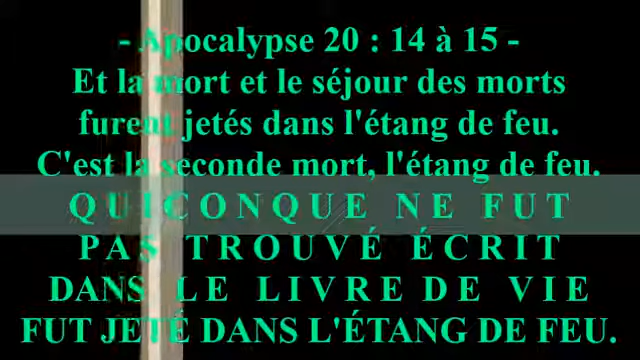 - Apocalypse 20 : 14 à 15 -
Et la mort et le séjour des morts
furent jetés dans l'étang de feu.
C'est la seconde mort, l'étang de feu.
QUICONQUE NE FUT
PAS TROUVÉ ÉCRIT
DANS LE LIVRE DE VIE
FUT JETÉ DANS L'ÉTANG DE FEU.